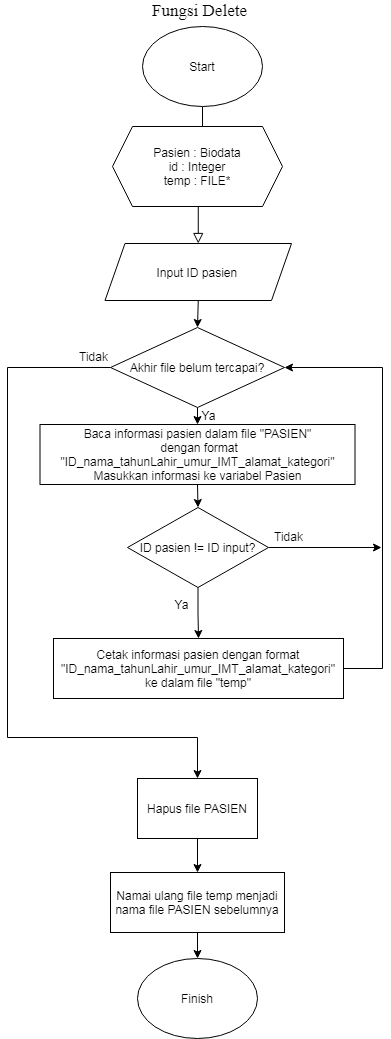 Fungsi Delete
Start
Pasien : Biodata
id : Integer
temp : FILE*
Input ID pasien
Tidak
Akhir file belum tercapai?
Ya
Baca informasi pasien dalam file "PASIEN"
dengan format
"ID_nama_tahunLahir_umur_IMT_alamat_kategori"
Masukkan informasi ke variabel Pasien
ID pasien != ID input?
Tidak
Ya
Cetak informasi pasien dengan format
"ID_nama_tahunLahir_umur_IMT_alamat_kategori"
ke dalam file "temp"
Hapus file PASIEN
Namai ulang file temp menjadi
nama file PASIEN sebelumnya
Finish